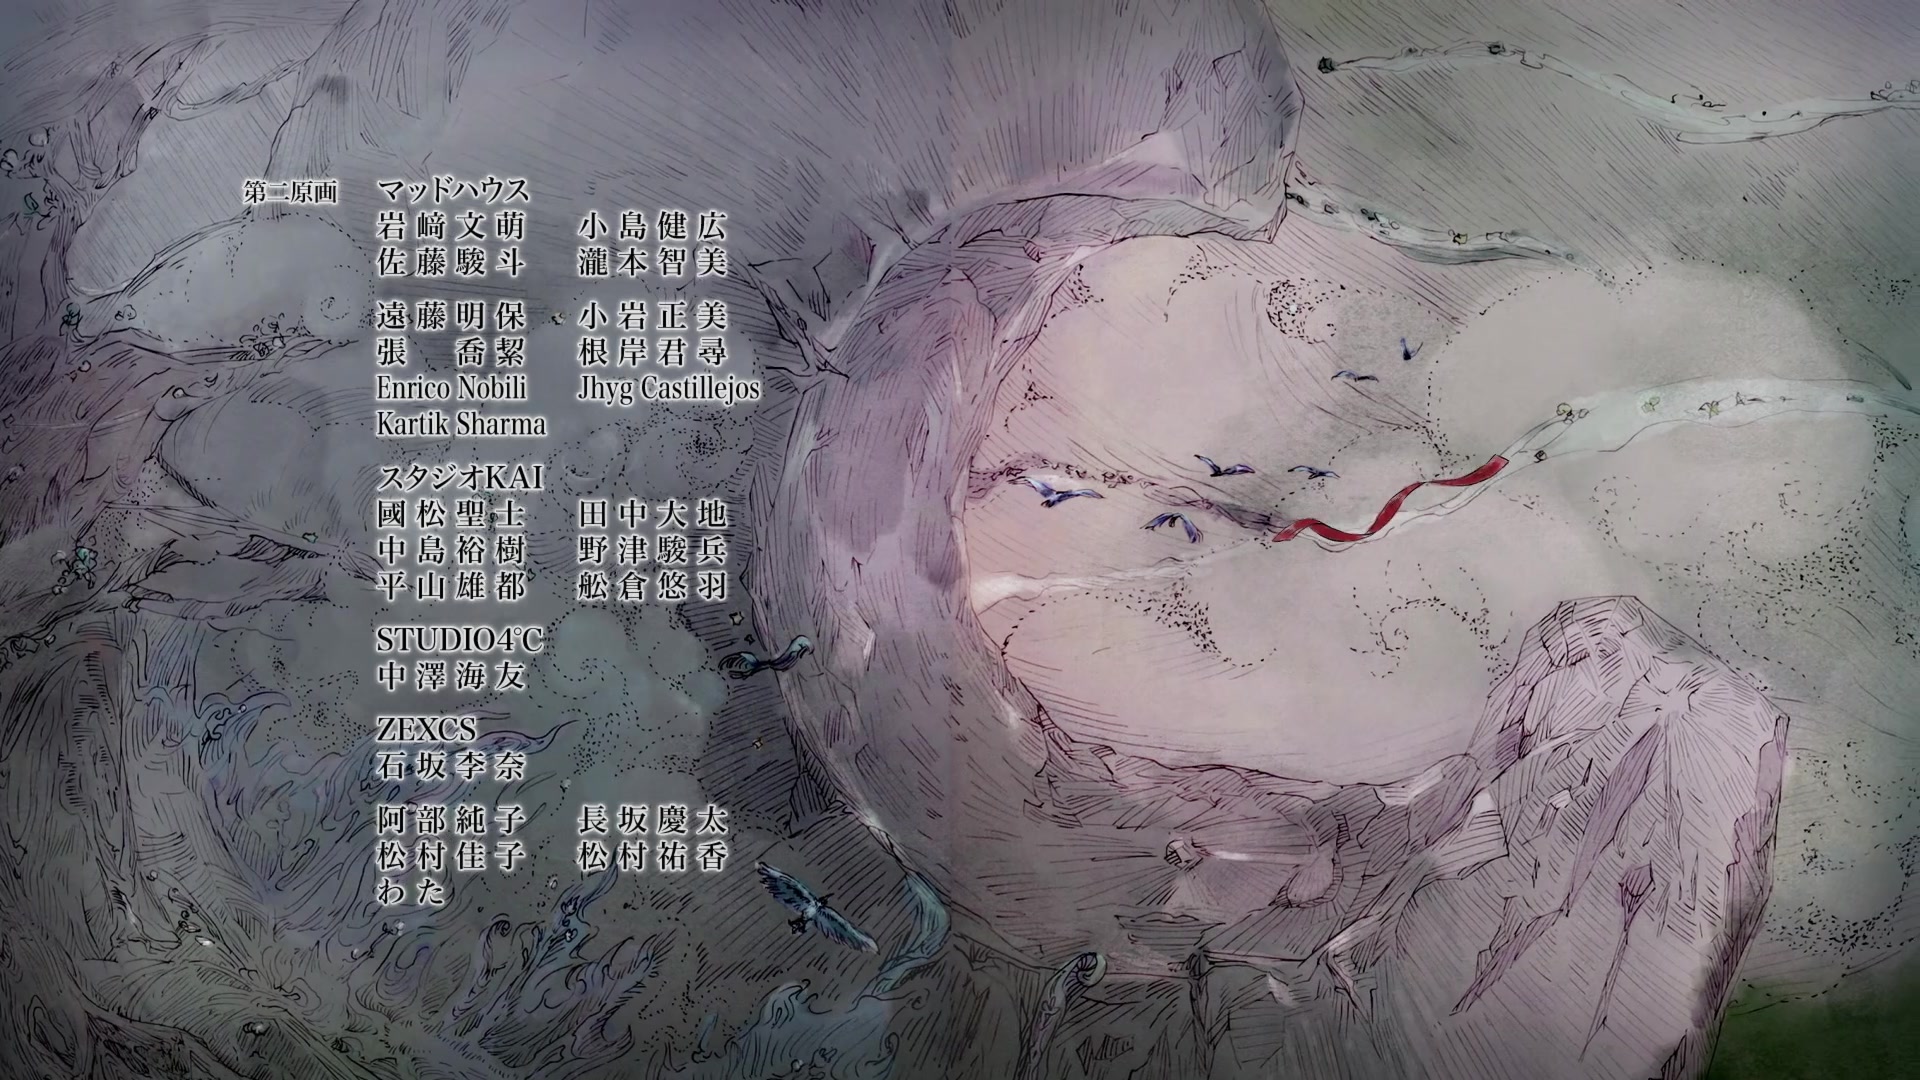 第二原画 マッドハウス
岩﨑文萌 小島健広
佐藤駿斗 瀧本智美
遠藤明保 小岩正美
張 喬絜 根岸君尋
Enrico Nobili Jhyg Castillejos
Kartik Sharma
スタジオKAI
國松聖士 田中大地
中島裕樹 野津駿兵
平山雄都 舩倉悠羽
STUDIO4℃
中澤海友
ZEXCS
石坂李奈
阿部純子 長坂慶太
松村佳子 松村祐香
わた